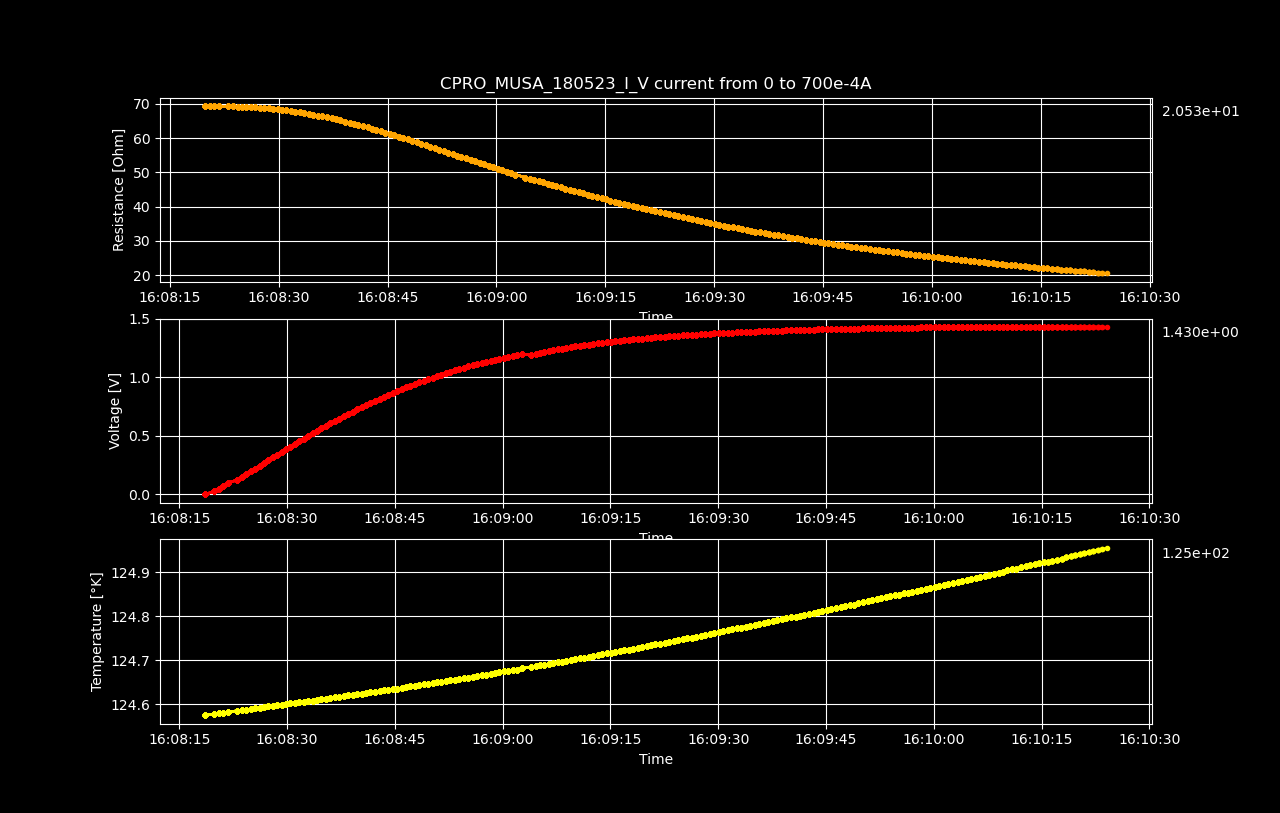 CPRO_MUSA_180523_I_V current from 0 to 700e-4A
70
60
50
40
30
20
Resistance [Ohm]
2.053e+01
16:08:15 16:08:30 16:08:45 16:09:00 16:09:15 16:09:30 16:09:45 16:10:00 16:10:15 16:10:30
Time
1.5
1.0
0.5
0.0
Voltage [V]
1.430e+00
16:08:15 16:08:30 16:08:45 16:09:00 16:09:15 16:09:30 16:09:45 16:10:00 16:10:15 16:10:30
Time
124.9
124.8
124.7
124.6
Temperature [°K]
1.25e+02
16:08:15 16:08:30 16:08:45 16:09:00 16:09:15 16:09:30 16:09:45 16:10:00 16:10:15 16:10:30
Time